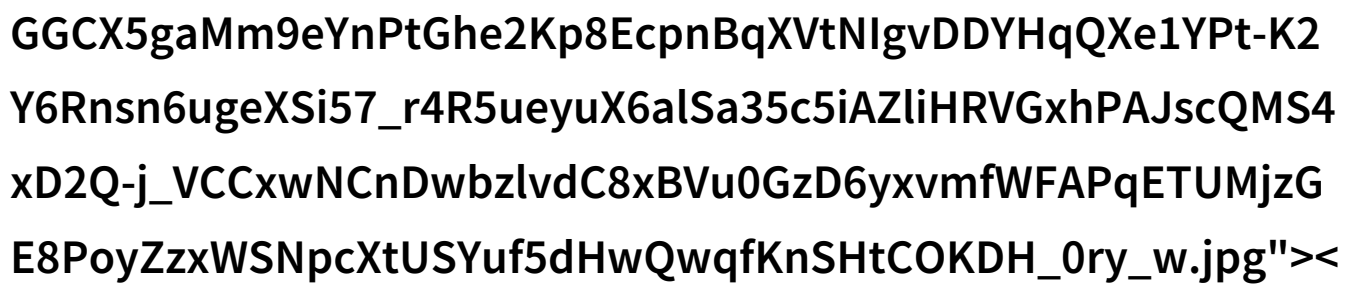 GGCX5gaMm9eYnPtGhe2Kp8EcpnBqXVtNIgvDDYHqQXe1YPt-K2
Y6Rnsn6ugeXSi57_r4R5ueyuX6alSa35c5iAZliHRVGxhPAJscQMS4
xD2Q-j_VCCxwNCnDwbzlvdC8xBVu0GzD6yxvmfWFAPqETUMjzG
E8PoyZzxWSNpcXtUSYuf5dHwQwqfKnSHtCOKDH_0ry_w.jpg"><